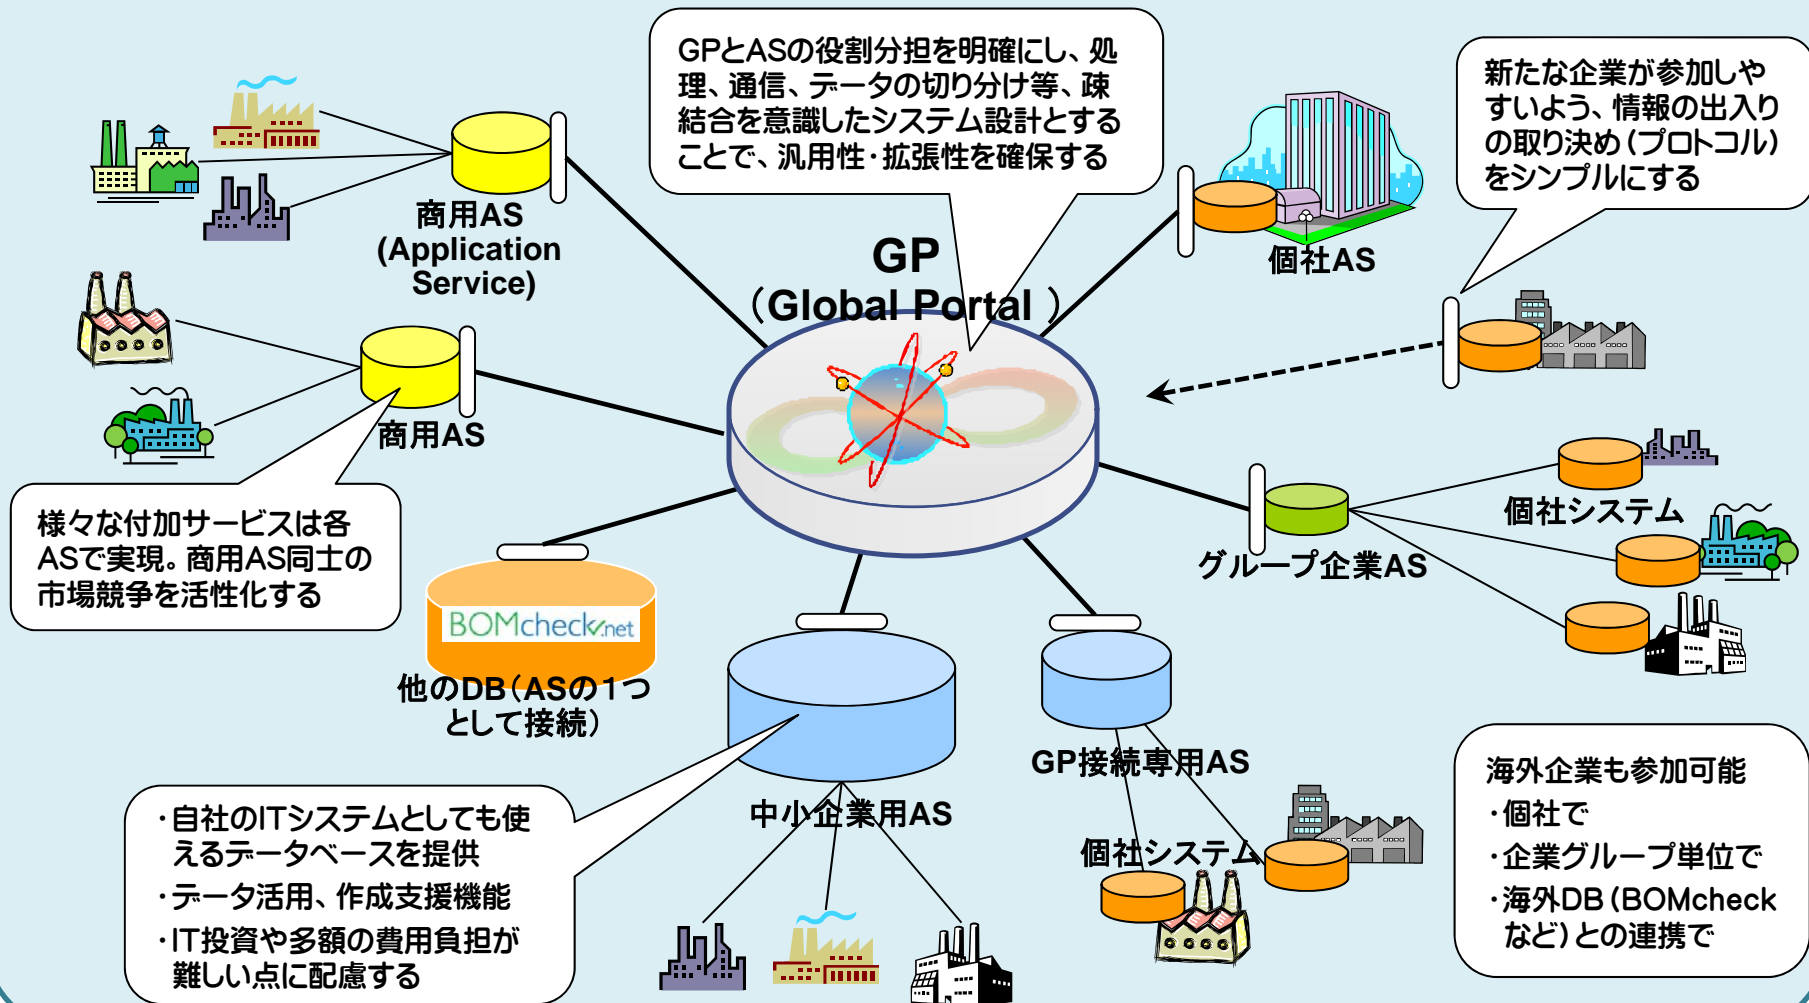 GPとASの役割分担を明確にし、処
理、通信、データの切り分け等、疎
結合を意識したシステム設計とする
ことで、汎用性・拡張性を確保する
新たな企業が参加しや
すいよう、情報の出入り
の取り決め(プロトコル)
をシンプルにする
商用AS
(Application
Service)
GP
（Global Portal ）
個社AS
商用AS
様々な付加サービスは各
ASで実現。商用AS同士の
市場競争を活性化する
個社システム
グループ企業AS
BOMcheck.net
他のDB(ASの1つ
として接続)
GP接続専用AS
中小企業用AS
個社システム
・自社のITシステムとしても使
えるデータベースを提供
・データ活用、作成支援機能
・IT投資や多額の費用負担が
難しい点に配慮する
海外企業も参加可能
・個社で
・企業グループ単位で
・海外DB(BOMcheck
など)との連携で